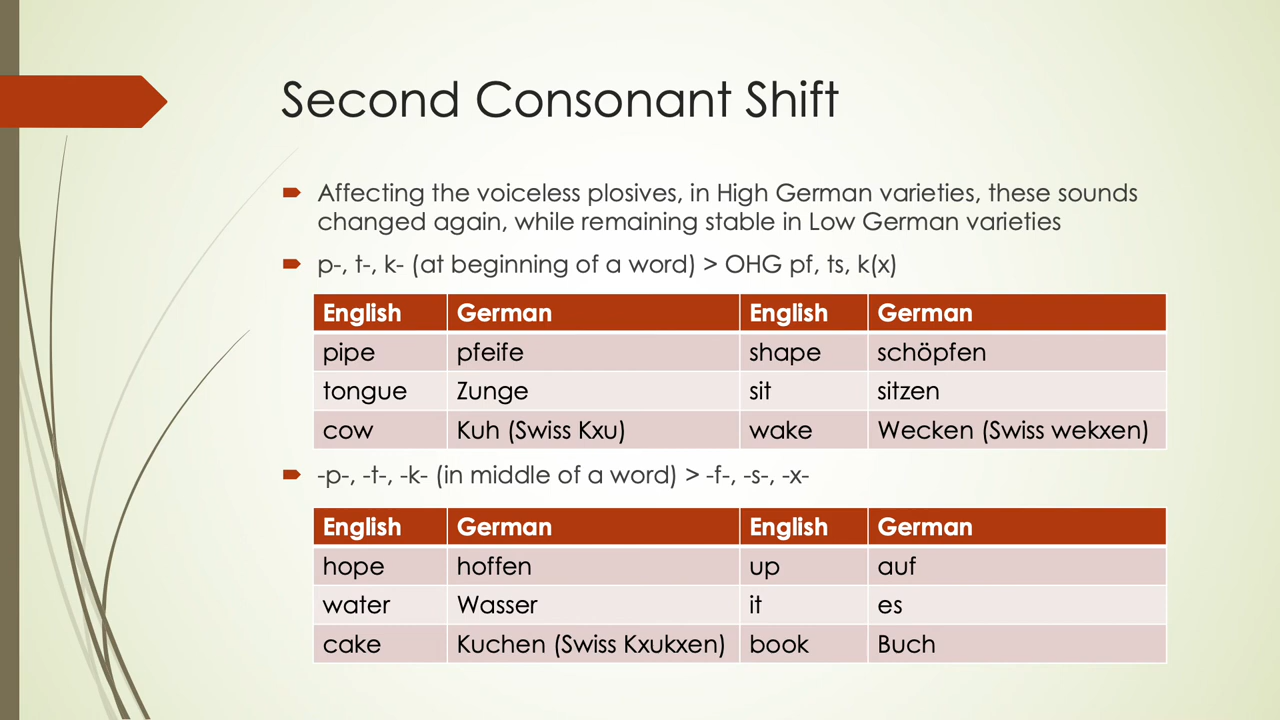 Second Consonant Shift
Affecting the voiceless plosives, in High German varieties, these sounds
changed again, while remaining stable in Low German varieties
p-, t-, k- (at beginning of a word) > OHG pf, ts, k(x)
English German English German
pipe pfeife shape schöpfen
tongue Zunge sit sitzen
cow Kuh (Swiss Kxu) wake Wecken (Swiss wekxen)
-p-, -t-, -k- (in middle of a word) > -f-, -s-, -x-
English German English German
hope hoffen up auf
water Wasser it es
cake Kuchen (Swiss Kxukxen) book Buch